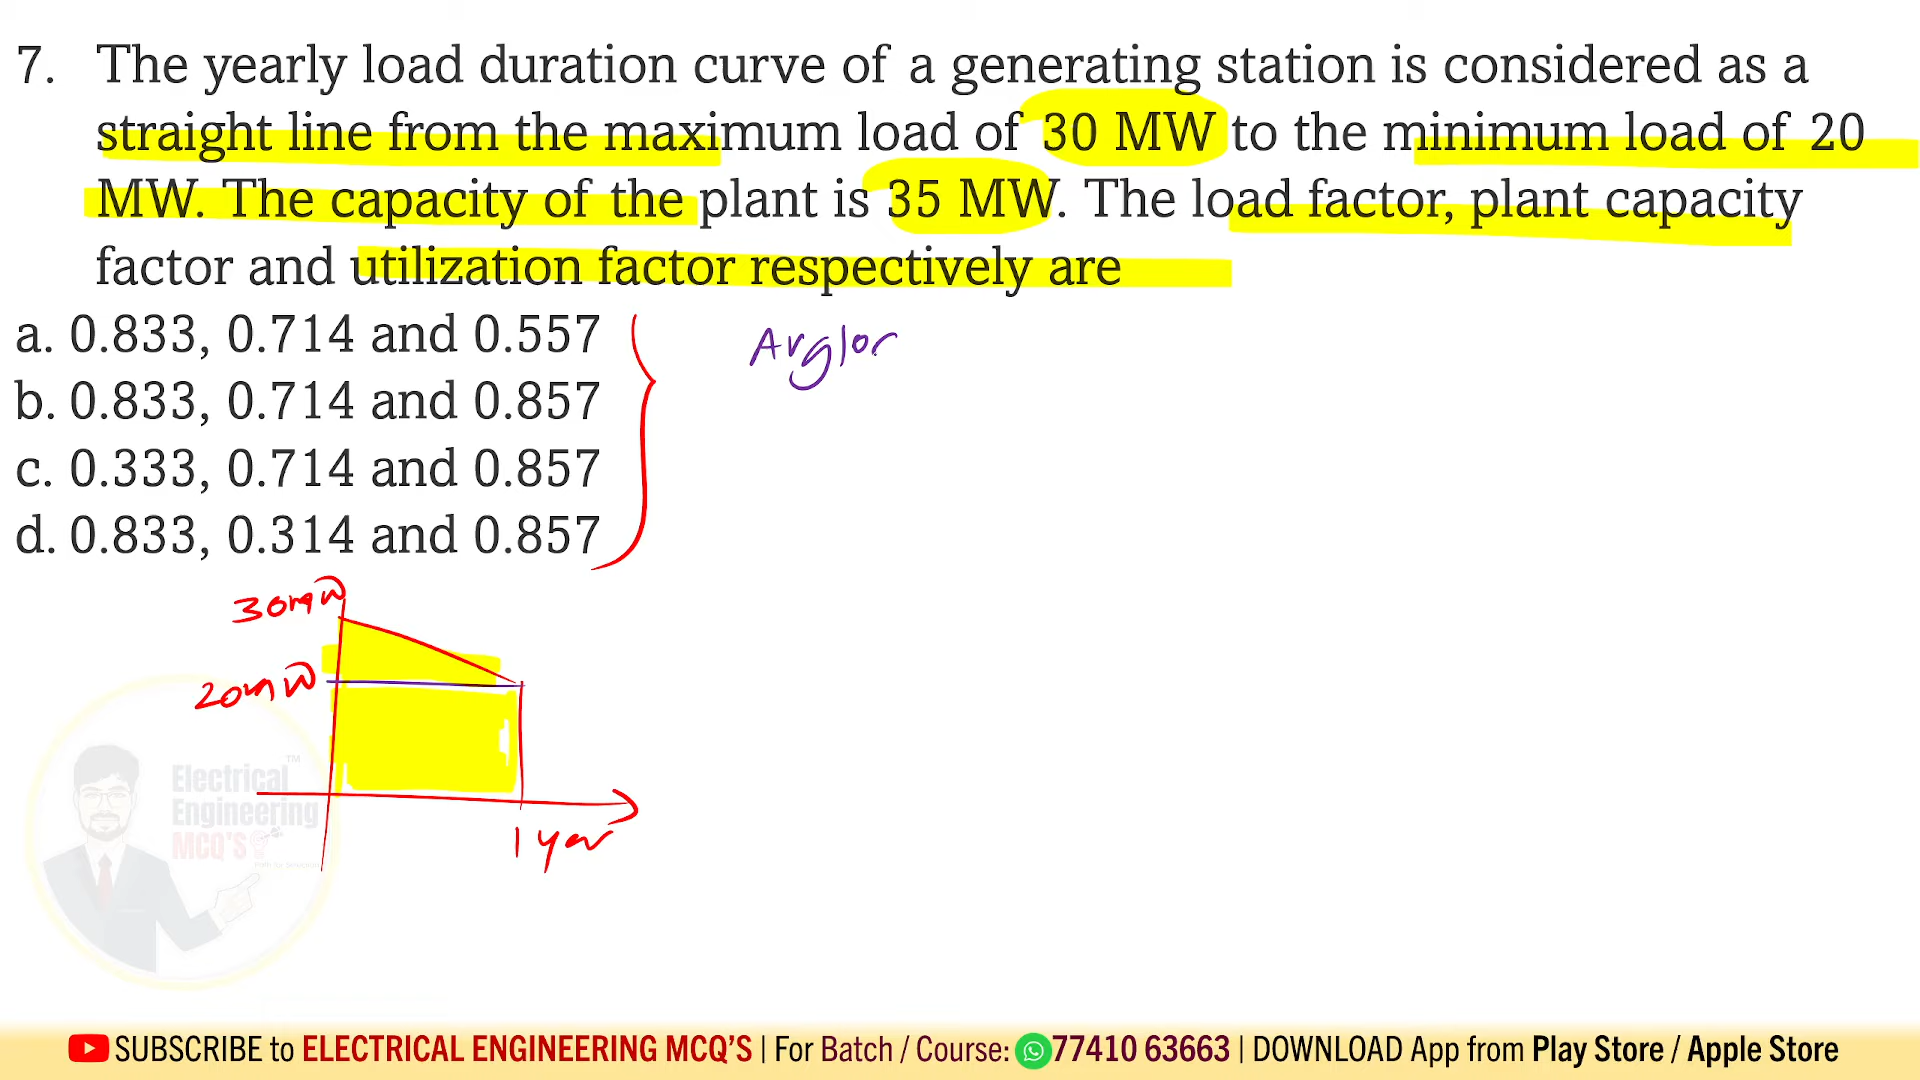 7. The yearly load duration curve of a generating station is considered as a
straight line from the maximum load of 30 MW to the minimum load of 20
MW. The capacity of the plant is 35 MW. The load factor, plant capacity
factor and utilization factor respectively are
a. 0.833, 0.714 and 0.557
b. 0.833, 0.714 and 0.857
c. 0.333, 0.714 and 0.857
d. 0.833, 0.314 and 0.857
30MW
20MW
1 year
Electrical
Engineering
MCQ'S
TM
SUBSCRIBE to ELECTRICAL ENGINEERING MCQ'S | For Batch / Course: 77410 63663 | DOWNLOAD App from Play Store / Apple Store